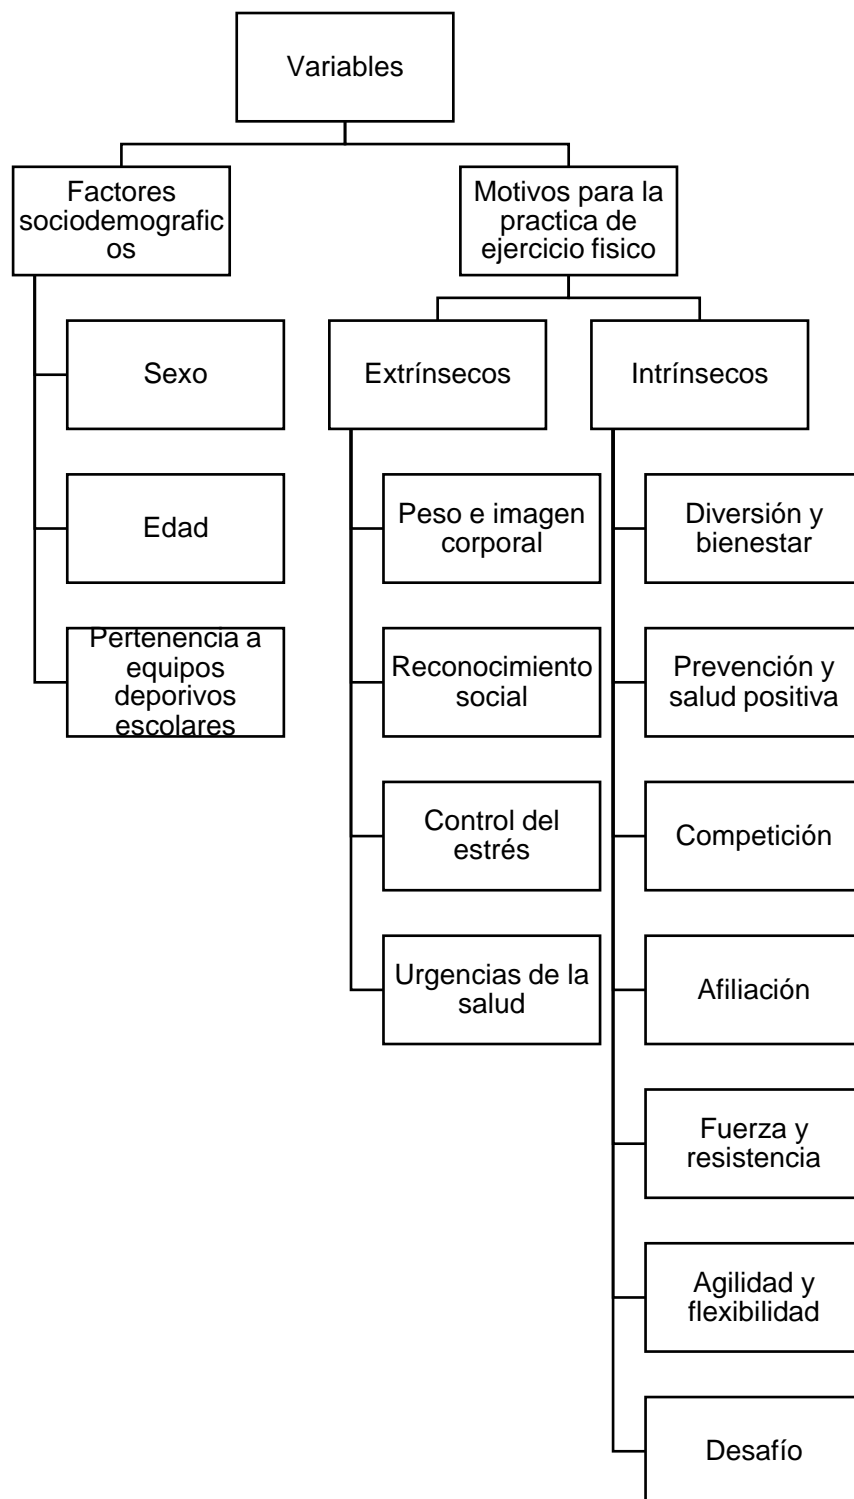 Variables
Factores
sociodemografic
os
Motivos para la
practica de
ejercicio fisico
Sexo
Edad
Pertenencia a
equipos
deporivos
escolares
Extrínsecos
Peso e imagen
corporal
Reconocimiento
social
Control del
estrés
Urgencias de la
salud
Intrínsecos
Diversión y
bienestar
Prevención y
salud positiva
Competición
Afiliación
Fuerza y
resistencia
Agilidad y
flexibilidad
Desafío